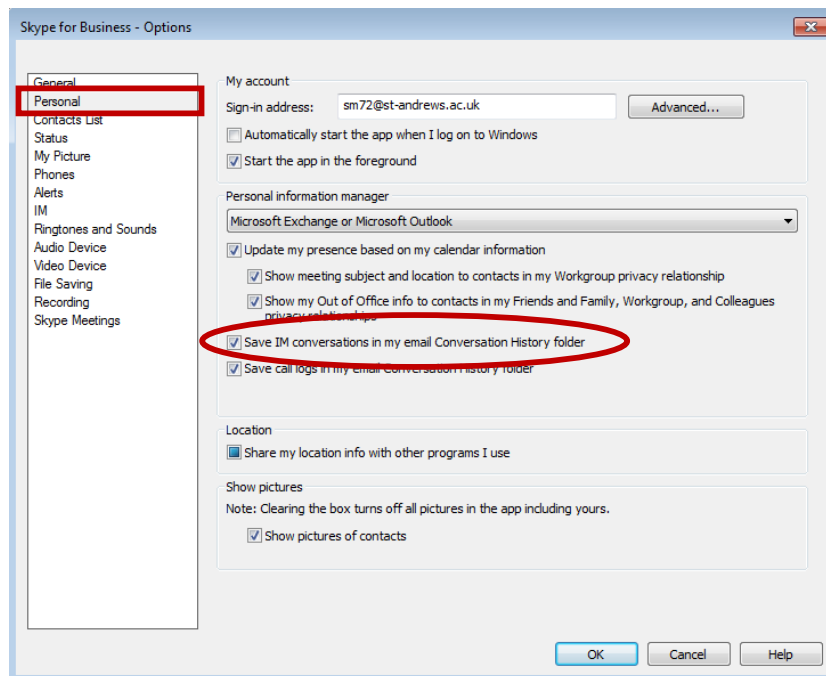 Skype for Business - Options
General
Personal
Contacts List
Status
My Picture
Phones
Alerts
IM
Ringtones and Sounds
Audio Device
Video Device
File Saving
Recording
Skype Meetings
My account
Sign-in address: sm72@st-andrews.ac.uk Advanced...
Automatically start the app when I log on to Windows
Start the app in the foreground
Personal information manager
Microsoft Exchange or Microsoft Outlook
Update my presence based on my calendar information
Show meeting subject and location to contacts in my Workgroup privacy relationship
Show my Out of Office info to contacts in my Friends and Family, Workgroup, and Colleagues
privacy relationships
Save IM conversations in my email Conversation History folder
Save call logs in my email Conversation History folder
Location
Share my location info with other programs I use
Show pictures
Note: Clearing the box turns off all pictures in the app including yours.
Show pictures of contacts
OK Cancel Help